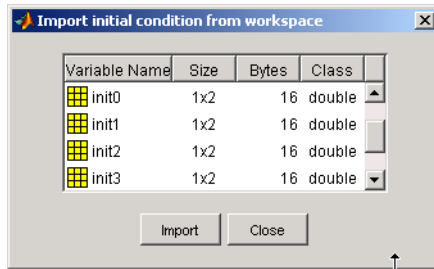 Import initial condition from workspace
Variable Name Size Bytes Class
init0 1x2 16 double
init1 1x2 16 double
init2 1x2 16 double
init3 1x2 16 double
Import Close